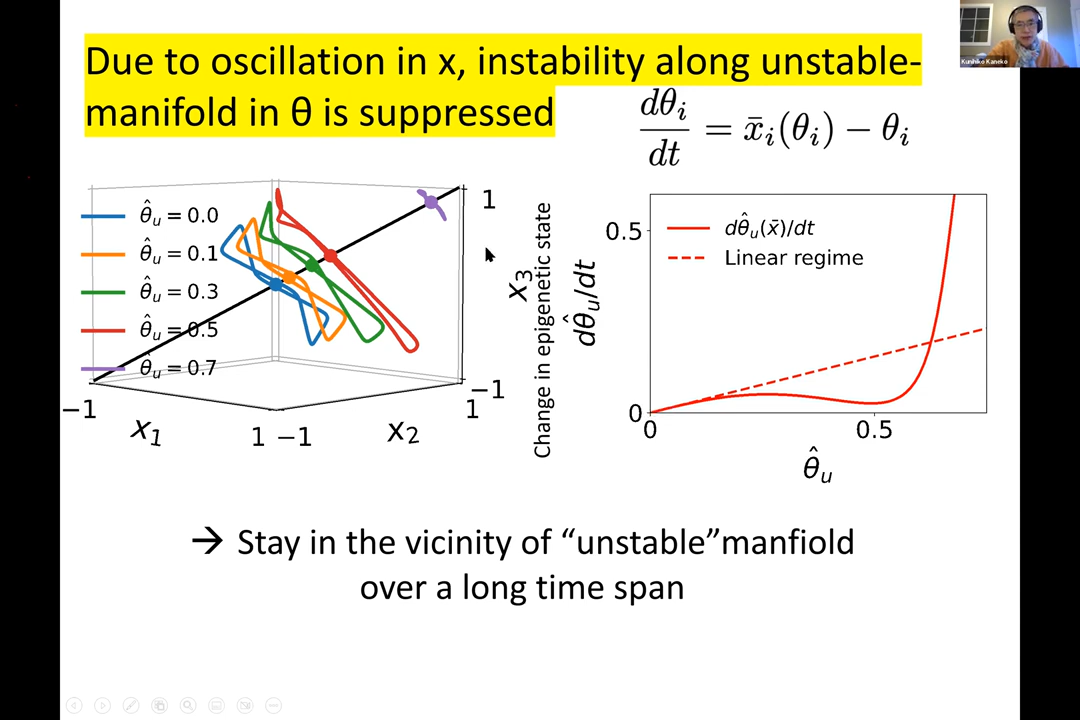 Due to oscillation in x, instability along unstable-
manifold in θ is suppressed
dθᵢ/dt = x̄ᵢ(θᵢ) − θᵢ
Kunihiko Kaneko
θ̂ᵤ = 0.0
θ̂ᵤ = 0.1
θ̂ᵤ = 0.3
θ̂ᵤ = 0.5
θ̂ᵤ = 0.7
1
x₃
−1
−1
x₁
1
−1
x₂
1
Change in epigenetic state
dθ̂ᵤ/dt
0.5
0
dθ̂ᵤ(x̄)/dt
Linear regime
0
0.5
θ̂ᵤ
→ Stay in the vicinity of “unstable”manfiold
over a long time span